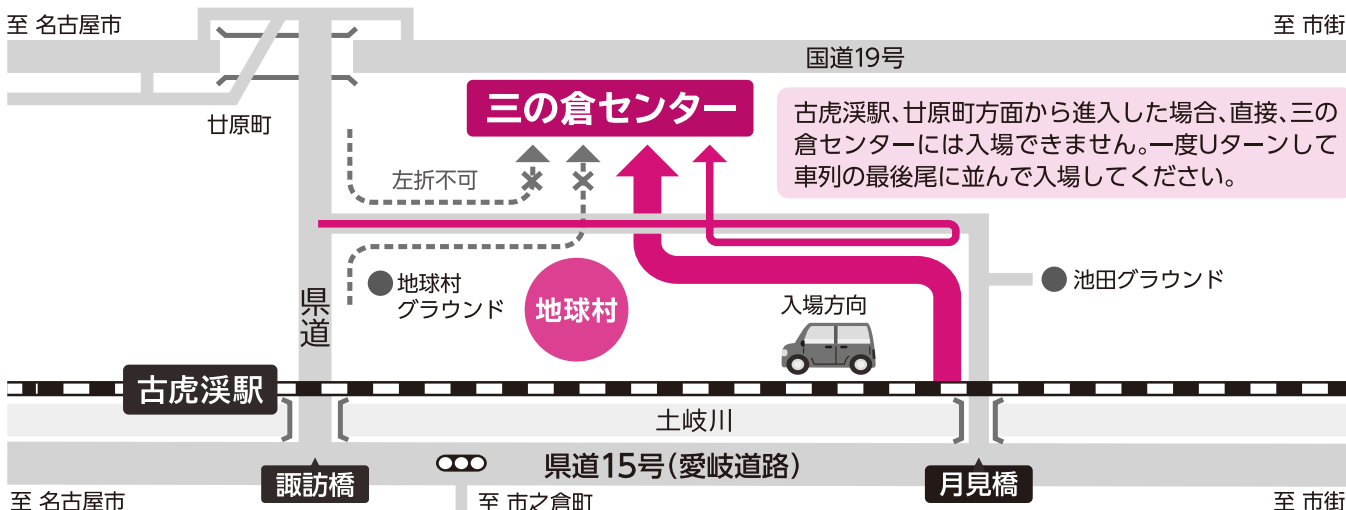 至 名古屋市
至 市街
国道19号
廿原町
三の倉センター
古虎渓駅、廿原町方面から進入した場合、直接、三の
倉センターには入場できません。一度Uターンして
車列の最後尾に並んで入場してください。
左折不可
地球村
グラウンド
地球村
池田グラウンド
入場方向
県道
古虎渓駅
土岐川
県道15号(愛岐道路)
諏訪橋
月見橋
至 名古屋市
至 市之倉町
至 市街